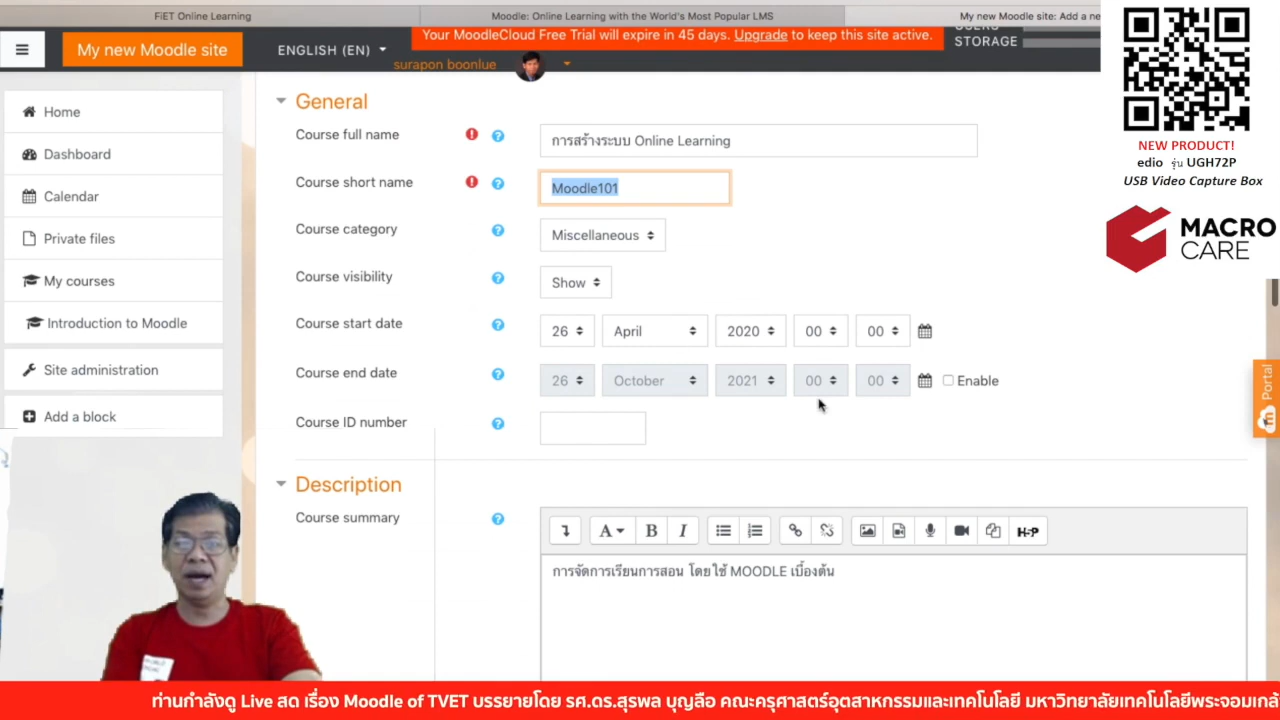 FiET Online Learning
Moodle: Online Learning with the World's Most Popular LMS
My new Moodle site: Add a ne
My new Moodle site
ENGLISH (EN)
Your MoodleCloud Free Trial will expire in 45 days. Upgrade to keep this site active.
STORAGE
surapon boonlue
NEW PRODUCT!
edio รุ่น UGH72P
USB Video Capture Box
MACRO
CARE
Home
Dashboard
Calendar
Private files
My courses
Introduction to Moodle
Site administration
Add a block
General
Course full name
การสร้างระบบ Online Learning
Course short name
Moodle101
Course category
Miscellaneous
Course visibility
Show
Course start date
26 April 2020 00 00
Course end date
26 October 2021 00 00 Enable
Course ID number
Description
Course summary
A B I H-P
การจัดการเรียนการสอน โดยใช้ MOODLE เบื้องต้น
Portal
ท่านกำลังดู Live สด เรื่อง Moodle of TVET บรรยายโดย รศ.ดร.สุรพล บุญลือ คณะครุศาสตร์อุตสาหกรรมและเทคโนโลยี มหาวิทยาลัยเทคโนโลยีพระจอมเกล้